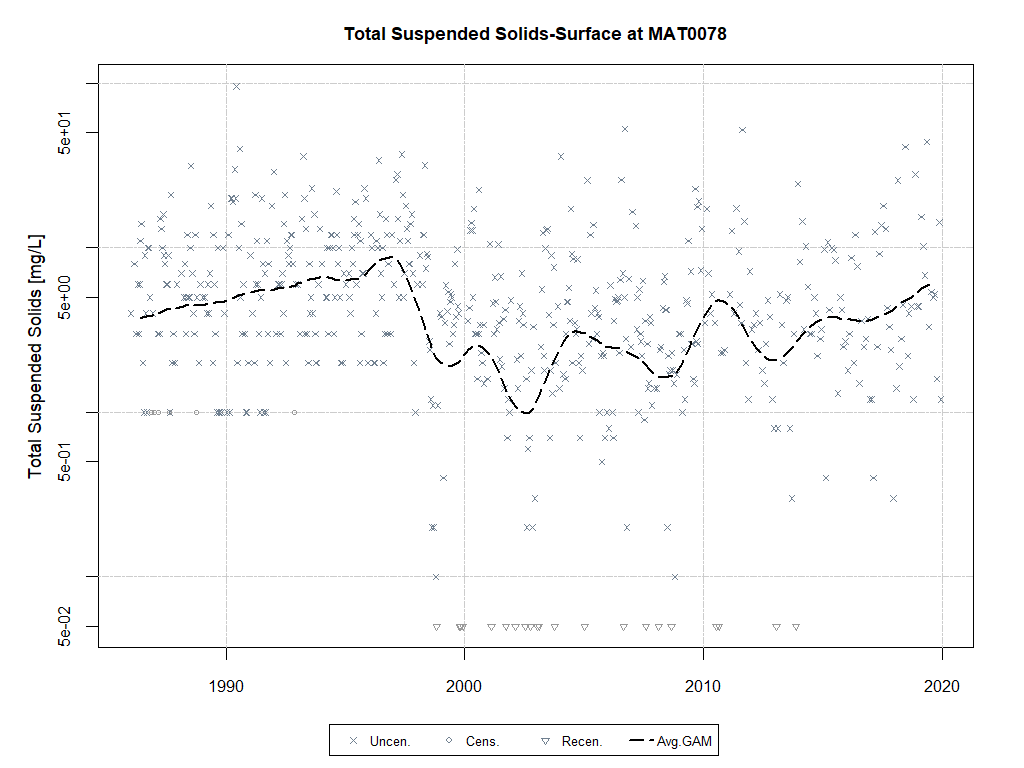 Total Suspended Solids-Surface at MAT0078
Total Suspended Solids [mg/L]
5e+01
5e+00
5e-01
5e-02
1990 2000 2010 2020
Uncen. Cens. Recen. Avg.GAM